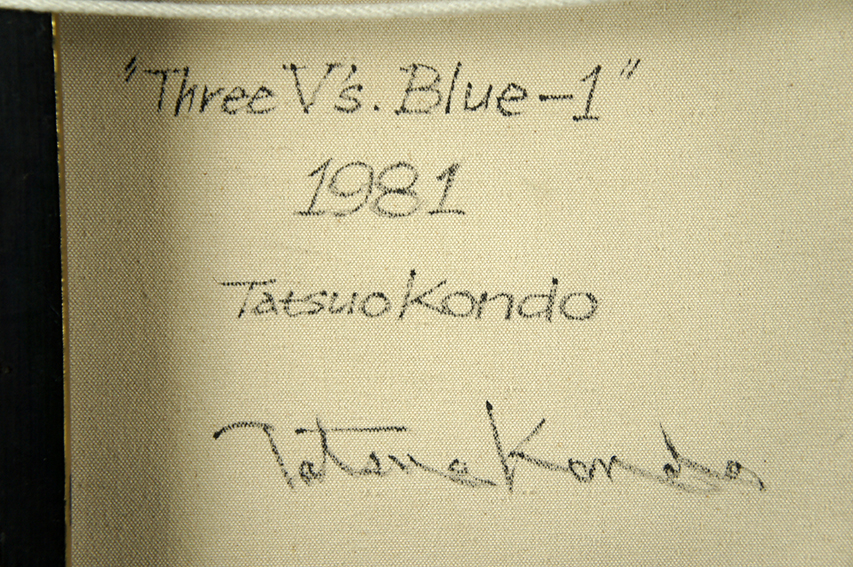 "Three V's. Blue-1"
1981
Tatsuo Kondo
Tatsuo Kondo